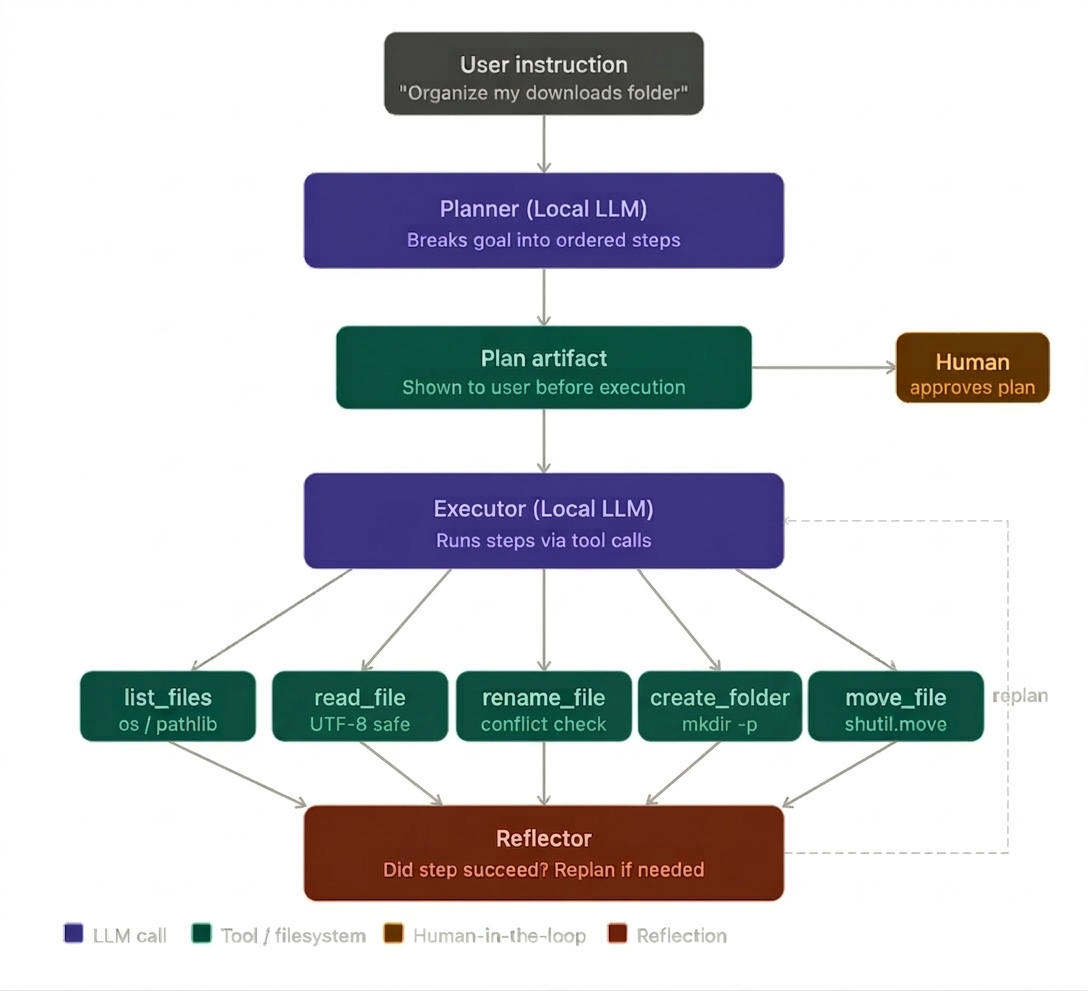 User instruction
"Organize my downloads folder"
Planner (Local LLM)
Breaks goal into ordered steps
Plan artifact
Shown to user before execution
Human
approves plan
Executor (Local LLM)
Runs steps via tool calls
list_files
os / pathlib
read_file
UTF-8 safe
rename_file
conflict check
create_folder
mkdir -p
move_file
shutil.move
replan
Reflector
Did step succeed? Replan if needed
LLM call
Tool / filesystem
Human-in-the-loop
Reflection